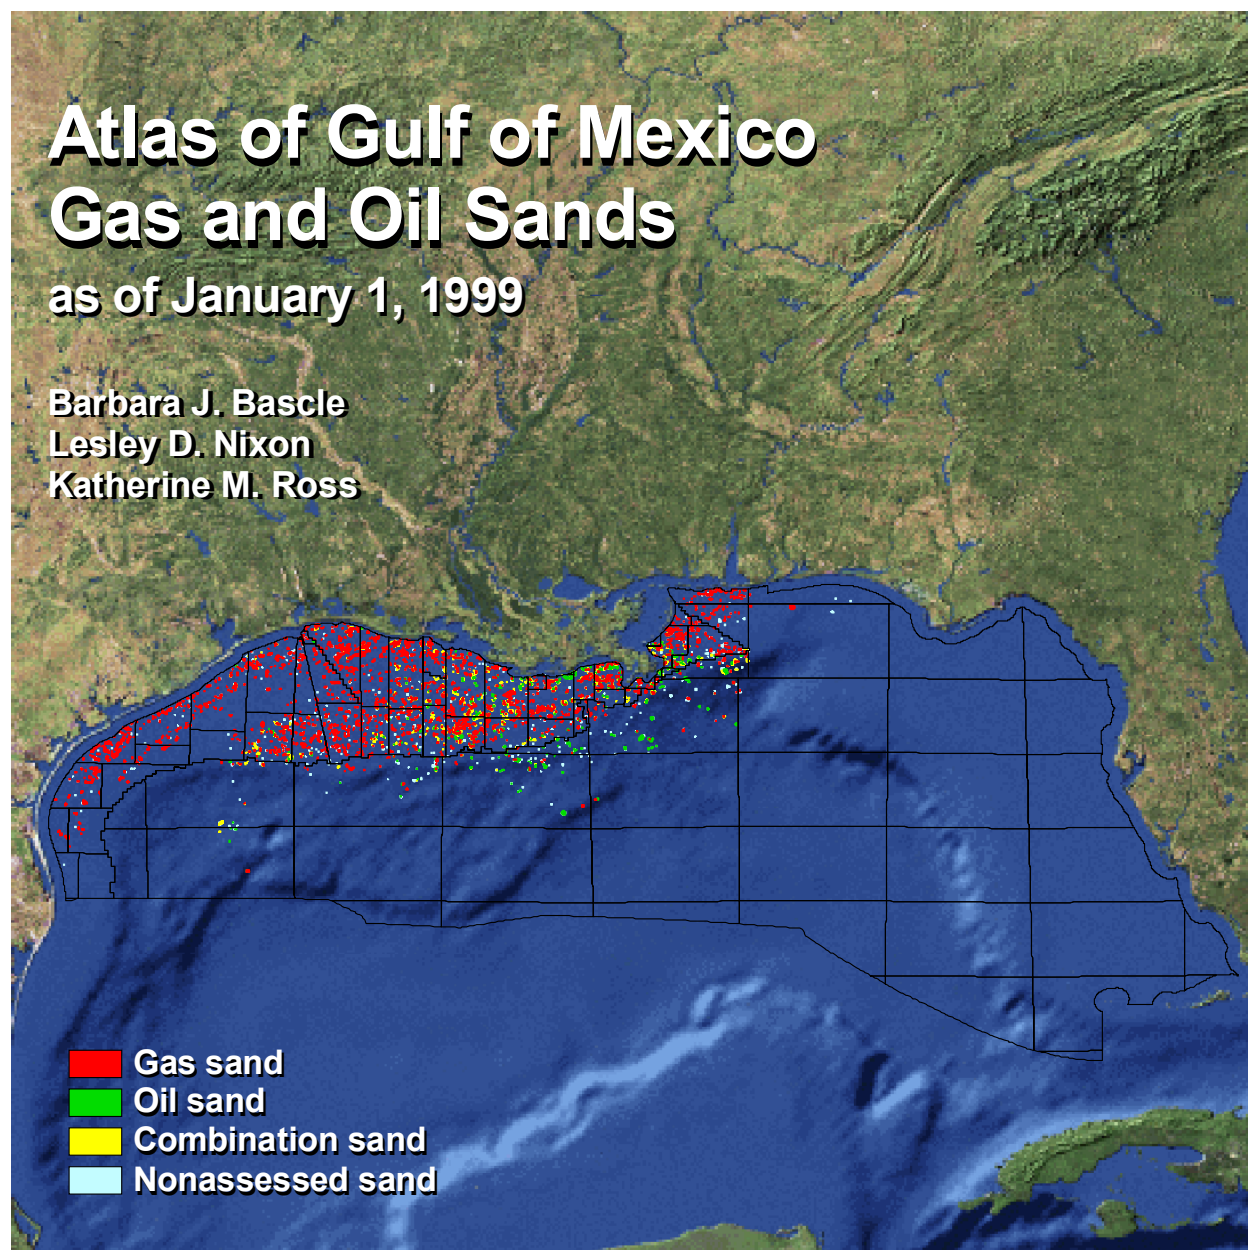 Atlas of Gulf of Mexico
Gas and Oil Sands
as of January 1, 1999
Barbara J. Bascle
Lesley D. Nixon
Katherine M. Ross
Gas sand
Oil sand
Combination sand
Nonassessed sand